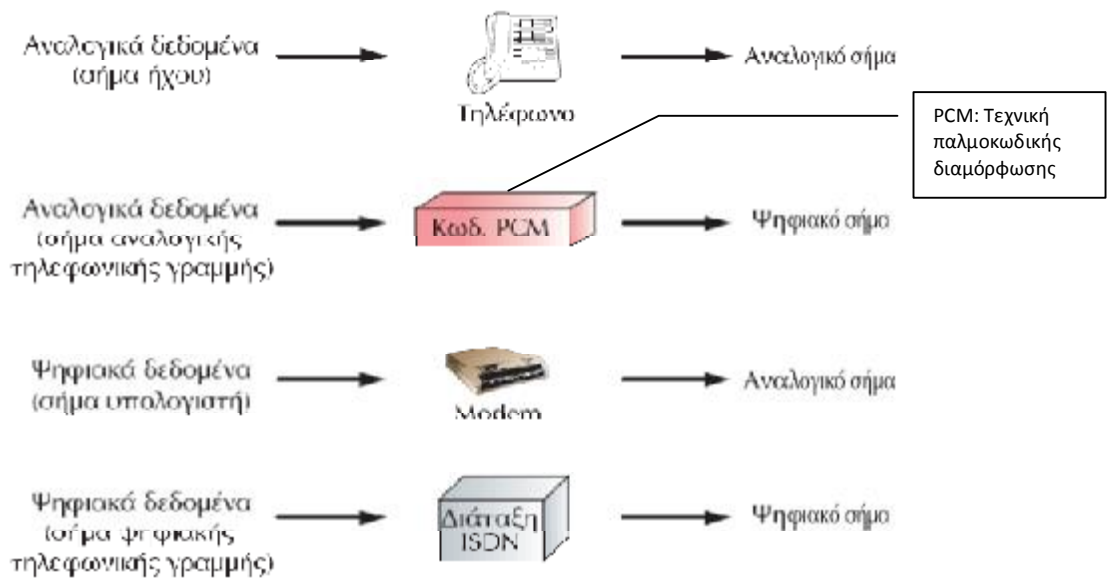 Αναλογικά δεδομένα
(σήμα ήχου)
Τηλέφωνο
Αναλογικό σήμα
PCM: Τεχνική
παλμοκωδικής
διαμόρφωσης
Αναλογικά δεδομένα
(σήμα αναλογικής
τηλεφωνικής γραμμής)
Κωδ. PCM
Ψηφιακό σήμα
Ψηφιακά δεδομένα
(σήμα υπολογιστή)
Modem
Αναλογικό σήμα
Ψηφιακά δεδομένα
(σήμα ψηφιακής
τηλεφωνικής γραμμής)
Διάταξη
ISDN
Ψηφιακό σήμα